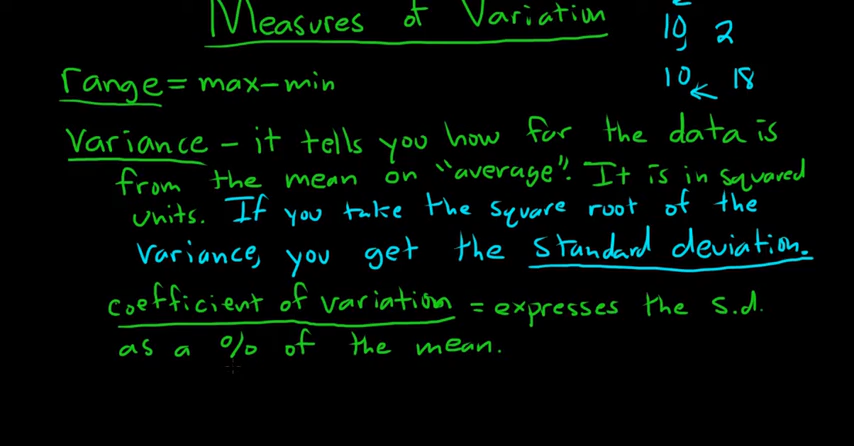 Measures of Variation
10 2
10 ← 18
range = max-min
Variance - it tells you how far the data is
from the mean on "average". It is in squared
units. If you take the square root of the
variance, you get the standard deviation.
coefficient of variation = expresses the s.d.
as a % of the mean.